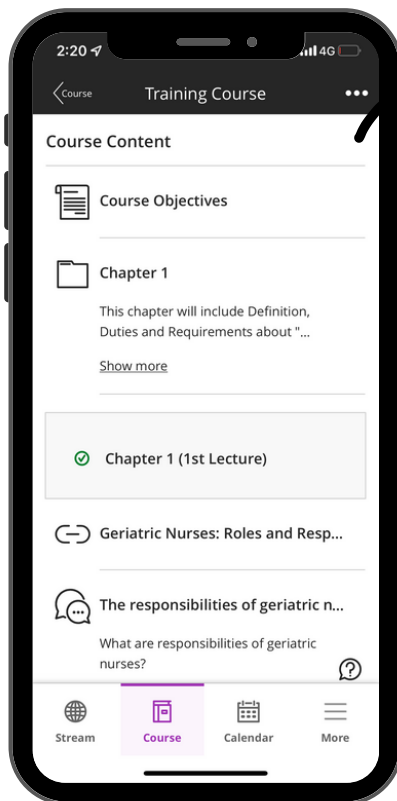 2:20 4G
Course Training Course
Course Content
Course Objectives
Chapter 1
This chapter will include Definition,
Duties and Requirements about "...
Show more
Chapter 1 (1st Lecture)
Geriatric Nurses: Roles and Resp...
The responsibilities of geriatric n...
What are responsibilities of geriatric
nurses?
Stream Course Calendar More